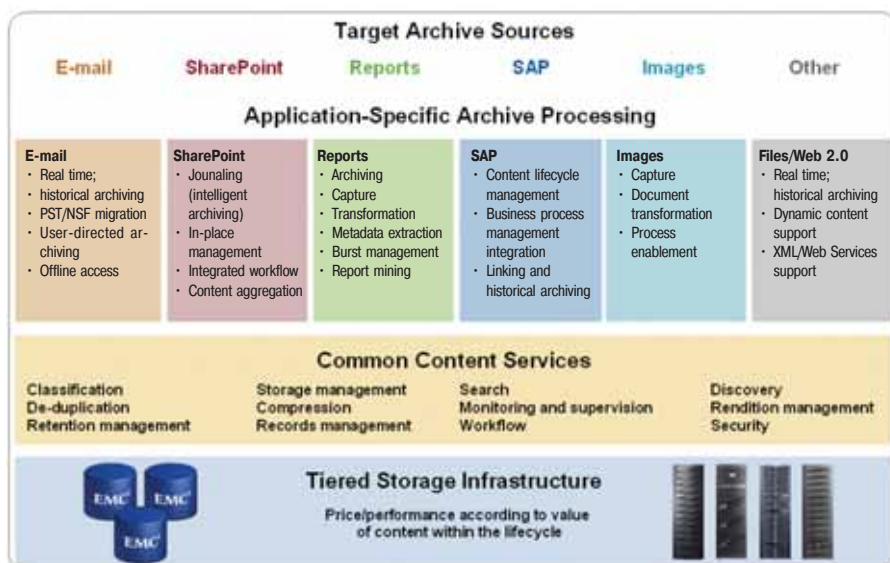 Target Archive Sources
E-mail SharePoint Reports SAP Images Other
Application-Specific Archive Processing
E-mail
· Real time;
· historical archiving
· PST/NSF migration
· User-directed ar-
chiving
· Offline access
SharePoint
· Jounaling
(intelligent
archiving)
· In-place
management
· Integrated workflow
· Content aggregation
Reports
· Archiving
· Capture
· Transformation
· Metadata extraction
· Burst management
· Report mining
SAP
· Content lifecycle
management
· Business process
management
integration
· Linking and
historical archiving
Images
· Capture
· Document
transformation
· Process
enablement
Files/Web 2.0
· Real time;
historical archiving
· Dynamic content
support
· XML/Web Services
support
Common Content Services
Classification
De-duplication
Retention management
Storage management
Compression
Records management
Search
Monitoring and supervision
Workflow
Discovery
Rendition management
Security
EMC²
EMC²
EMC²
Tiered Storage Infrastructure
Price/performance according to value
of content within the lifecycle